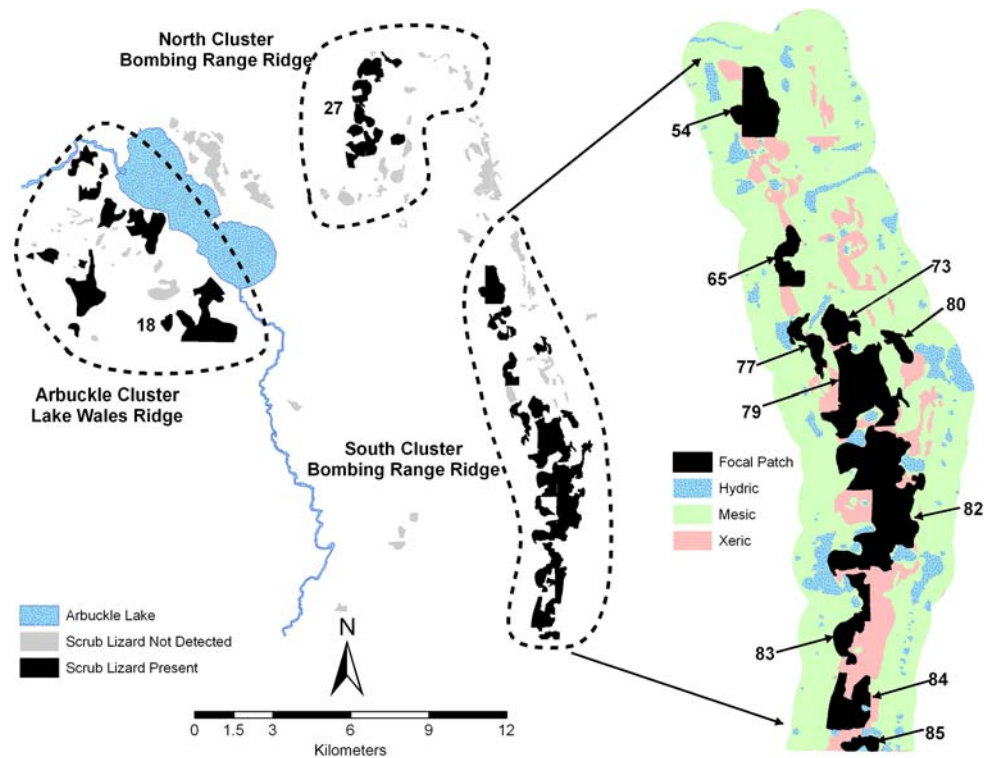 North Cluster
Bombing Range Ridge
27
18
Arbuckle Cluster
Lake Wales Ridge
South Cluster
Bombing Range Ridge
Arbuckle Lake
Scrub Lizard Not Detected
Scrub Lizard Present
N
0 1.5 3 6 9 12
Kilometers
54
65
73
80
77
79
Focal Patch
Hydric
Mesic
Xeric
82
83
84
85